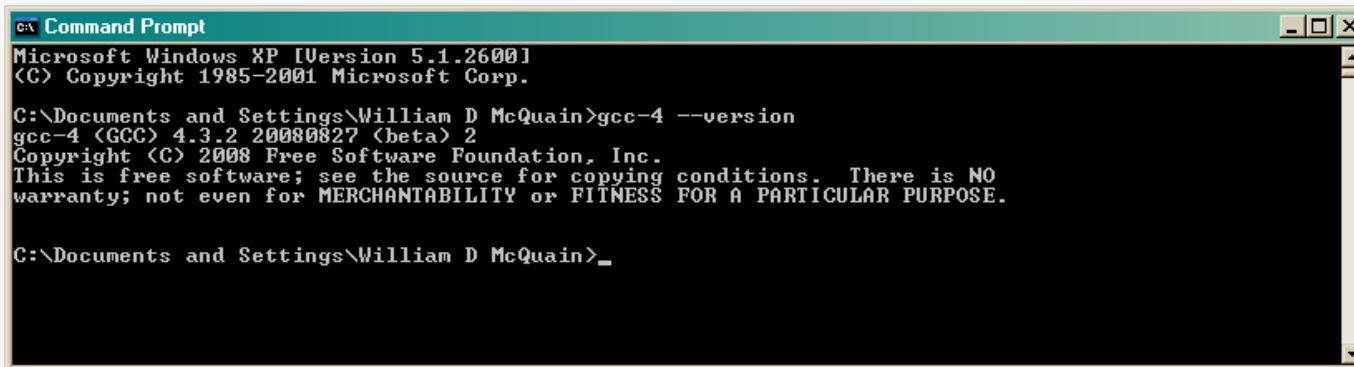 Command Prompt
Microsoft Windows XP [Version 5.1.2600]
(C) Copyright 1985-2001 Microsoft Corp.
C:\Documents and Settings\William D McQuain>gcc-4 --version
gcc-4 (GCC) 4.3.2 20080827 (beta) 2
Copyright (C) 2008 Free Software Foundation, Inc.
This is free software; see the source for copying conditions.  There is NO
warranty; not even for MERCHANTABILITY or FITNESS FOR A PARTICULAR PURPOSE.
C:\Documents and Settings\William D McQuain>_